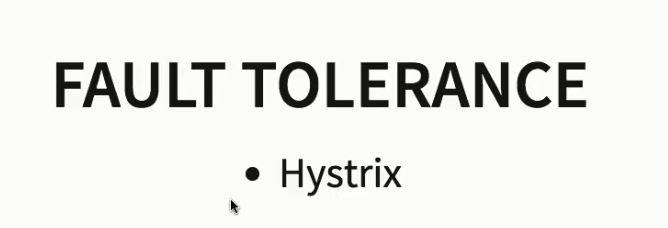 FAULT TOLERANCE
• Hystrix